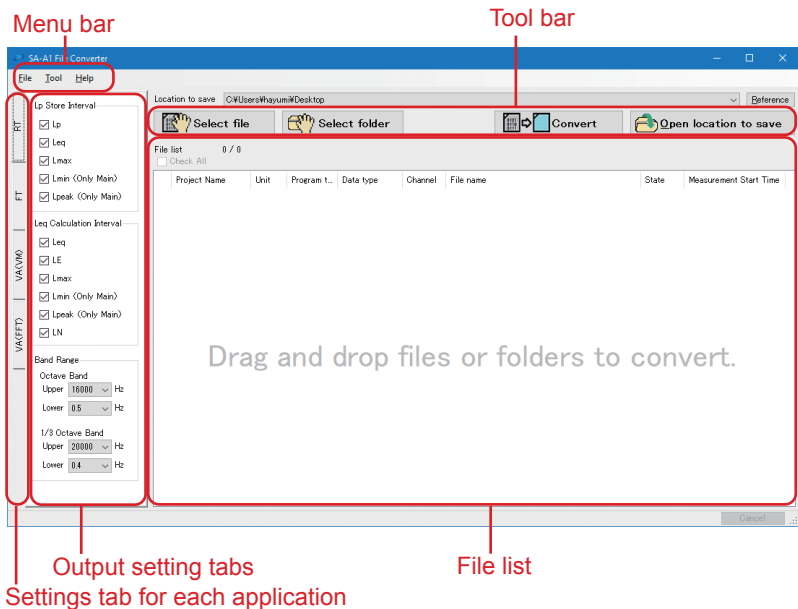 Menu bar
Tool bar
SA-A1 File Converter
File Tool Help
Location to save C:¥Users¥hayumi¥Desktop Reference
Select file Select folder Convert Open location to save
File list 0 / 0
Check All
Project Name Unit Program t... Data type Channel File name State Measurement Start Time
RT
FT
VA(VM)
VA(FFT)
Lp Store Interval
Lp
Leq
Lmax
Lmin (Only Main)
Lpeak (Only Main)
Leq Calculation Interval
Leq
LE
Lmax
Lmin (Only Main)
Lpeak (Only Main)
LN
Band Range
Octave Band
Upper 16000 Hz
Lower 0.5 Hz
1/3 Octave Band
Upper 20000 Hz
Lower 0.4 Hz
Drag and drop files or folders to convert.
Cancel
Output setting tabs
File list
Settings tab for each application